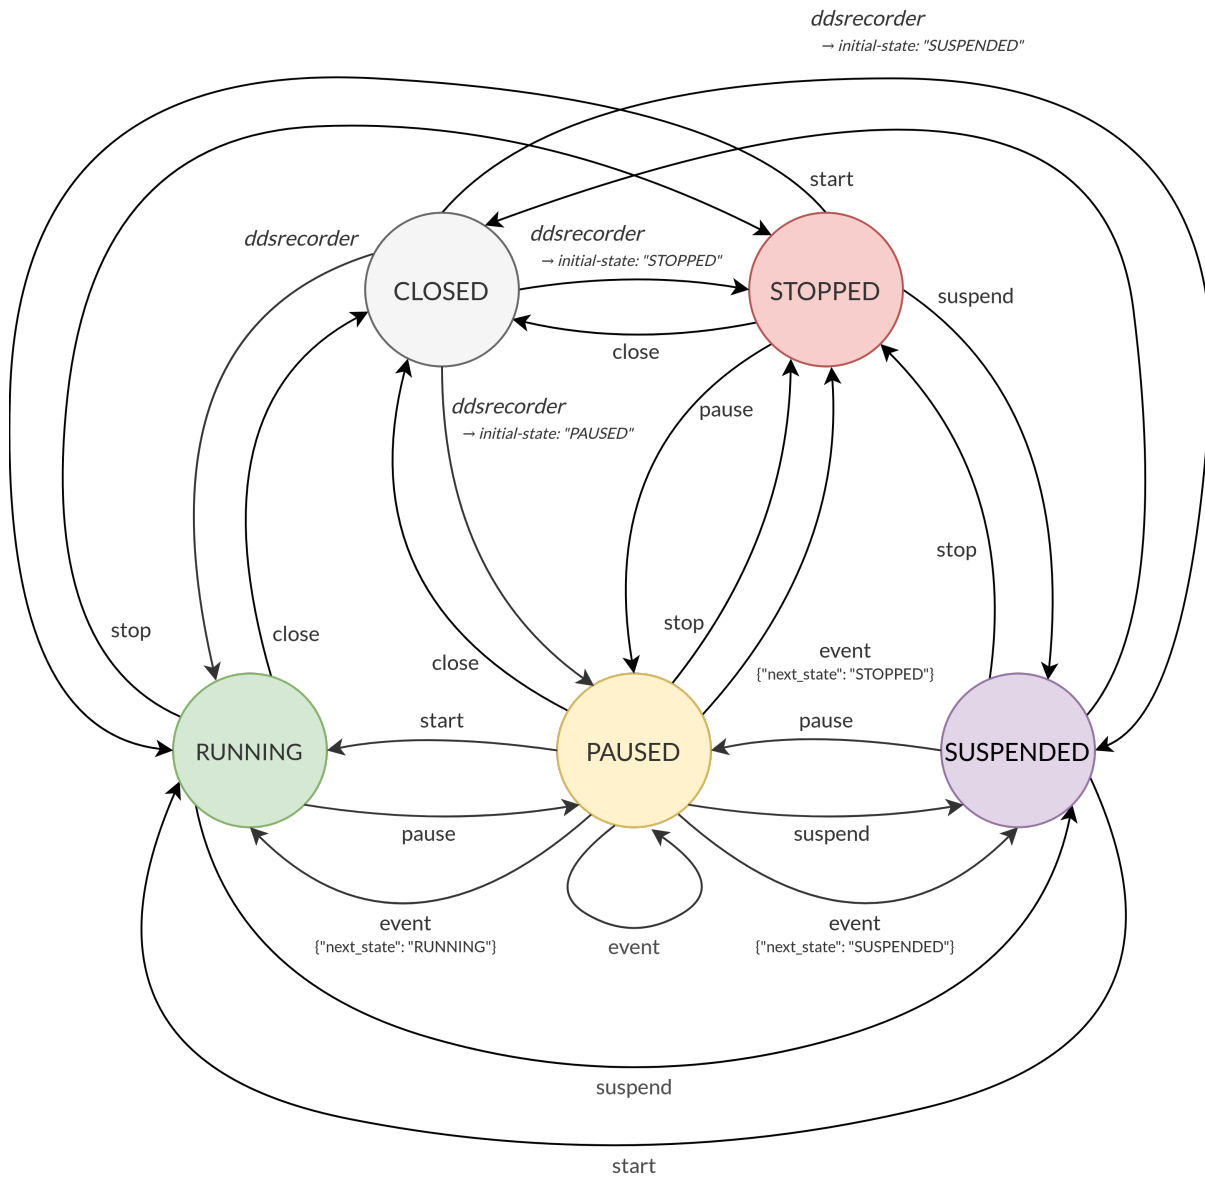 ddsrecorder
→ initial-state: "SUSPENDED"
start
ddsrecorder
ddsrecorder
→ initial-state: "STOPPED"
CLOSED
STOPPED
suspend
close
ddsrecorder
→ initial-state: "PAUSED"
pause
stop
stop
close
stop
close
event
{"next_state": "STOPPED"}
start
pause
RUNNING
PAUSED
SUSPENDED
pause
suspend
event
{"next_state": "RUNNING"}
event
event
{"next_state": "SUSPENDED"}
suspend
start